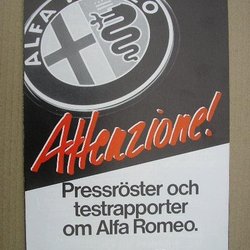 ALFA ROMEO
Attenzione!
Pressröster och
testrapporter
om Alfa Romeo.